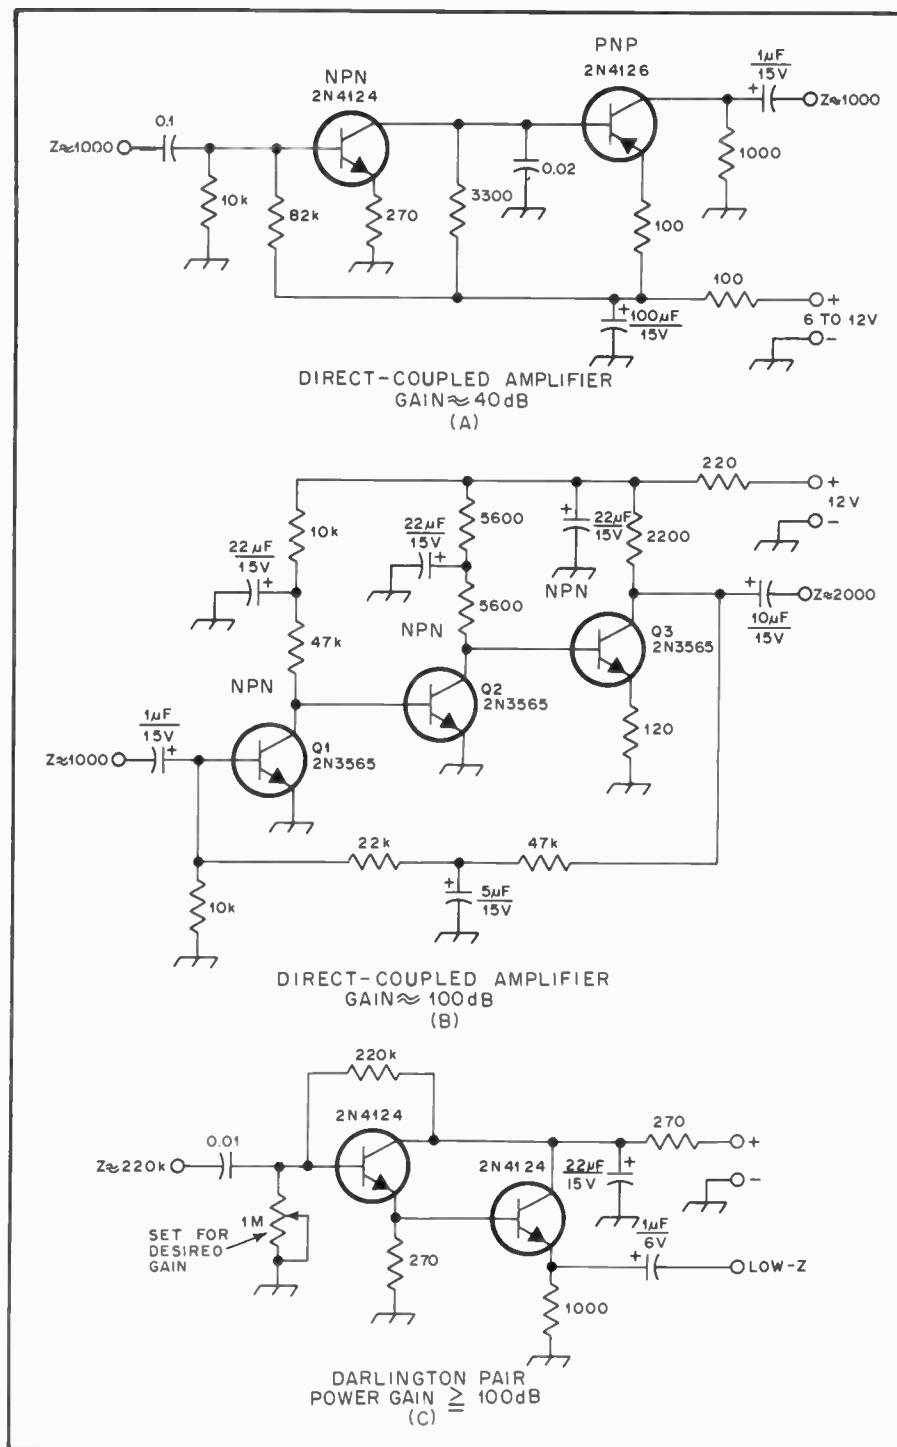 PNP
2N4126
1µF
15V
+
Z≈1000
NPN
2N4124
0.1
Z≈1000
10k
82k
270
3300
0.02
100
1000
100
+
6 TO 12V
-
+
100µF
15V
DIRECT-COUPLED AMPLIFIER
GAIN≈40dB
(A)
220
+
12V
-
10k
5600
+
22µF
15V
2200
22µF
15V
+
22µF
15V
+
5600
NPN
+
10µF
15V
Z≈2000
47k
NPN
Q3
2N3565
NPN
Q2
2N3565
120
1µF
15V
+
Z≈1000
Q1
2N3565
22k
47k
10k
+
5µF
15V
DIRECT-COUPLED AMPLIFIER
GAIN≈100dB
(B)
220k
2N4124
0.01
Z≈220k
270
+
2N4124
22µF
15V
+
-
1M
SET FOR
DESIRED
GAIN
270
1µF
6V
+
LOW-Z
1000
DARLINGTON PAIR
POWER GAIN ≧ 100dB
(C)